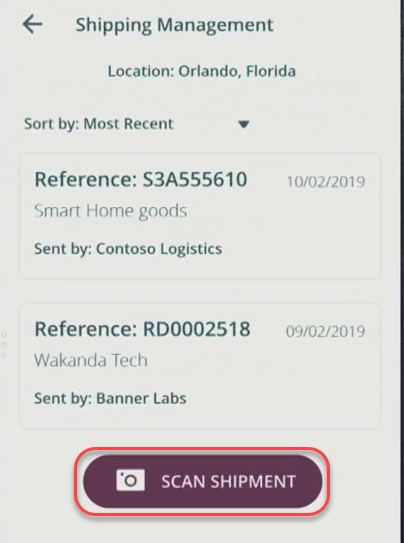 Shipping Management
Location: Orlando, Florida
Sort by: Most Recent
Reference: S3A555610 10/02/2019
Smart Home goods
Sent by: Contoso Logistics
Reference: RD0002518 09/02/2019
Wakanda Tech
Sent by: Banner Labs
SCAN SHIPMENT